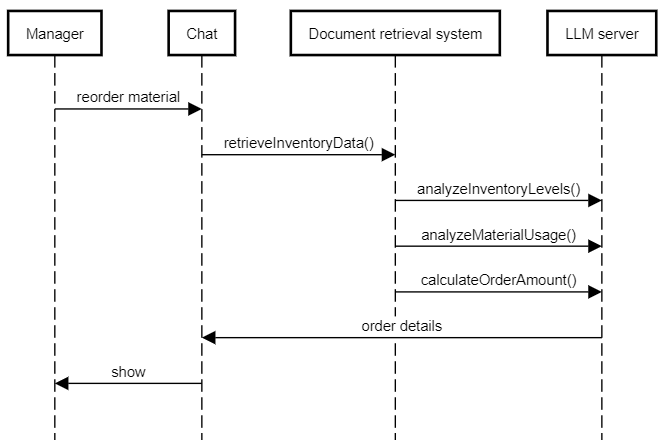 Manager
Chat
Document retrieval system
LLM server
reorder material
retrieveInventoryData()
analyzeInventoryLevels()
analyzeMaterialUsage()
calculateOrderAmount()
order details
show